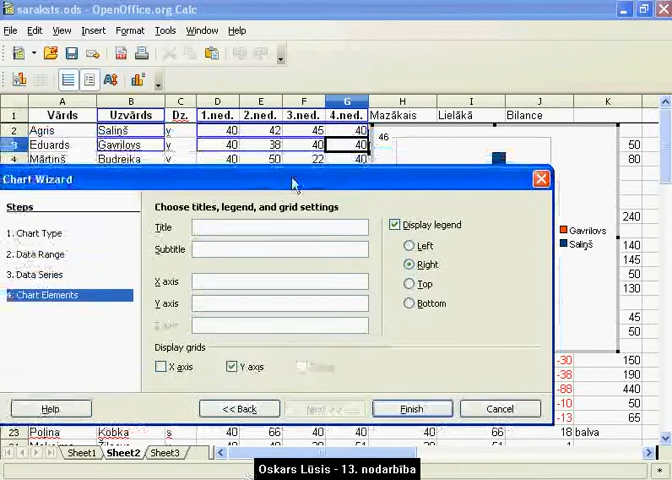 saraksts.ods - OpenOffice.org Calc
File Edit View Insert Format Tools Window Help
A B C D E F G H I J K
1 Vārds Uzvārds Dz. 1.ned. 2.ned. 3.ned. 4.ned. Mazākais Lielākā Bilance
2 Agris Saliņš v 40 42 45 40 46
3 Eduards Gavrilovs v 40 38 40 40 50
4 Mārtiņš Budreika v 40 50 22 40 80
Chart Wizard
Steps
1. Chart Type
2. Data Range
3. Data Series
4. Chart Elements
Choose titles, legend, and grid settings
Title
Subtitle
X axis
Y axis
Z axis
Display legend
Left
Right
Top
Bottom
Display grids
X axis
Y axis
Help
<< Back
Next >>
Finish
Cancel
Gavrilovs
Saliņš
240
140
145
50
130
45
50
-30 150
-38 190
-88 440
-10 50
-13 65
23 Poļina Kobka s 40 66 40 40 40 66 18 balva
Sheet1 Sheet2 Sheet3
Oskars Lūsis - 13. nodarbība